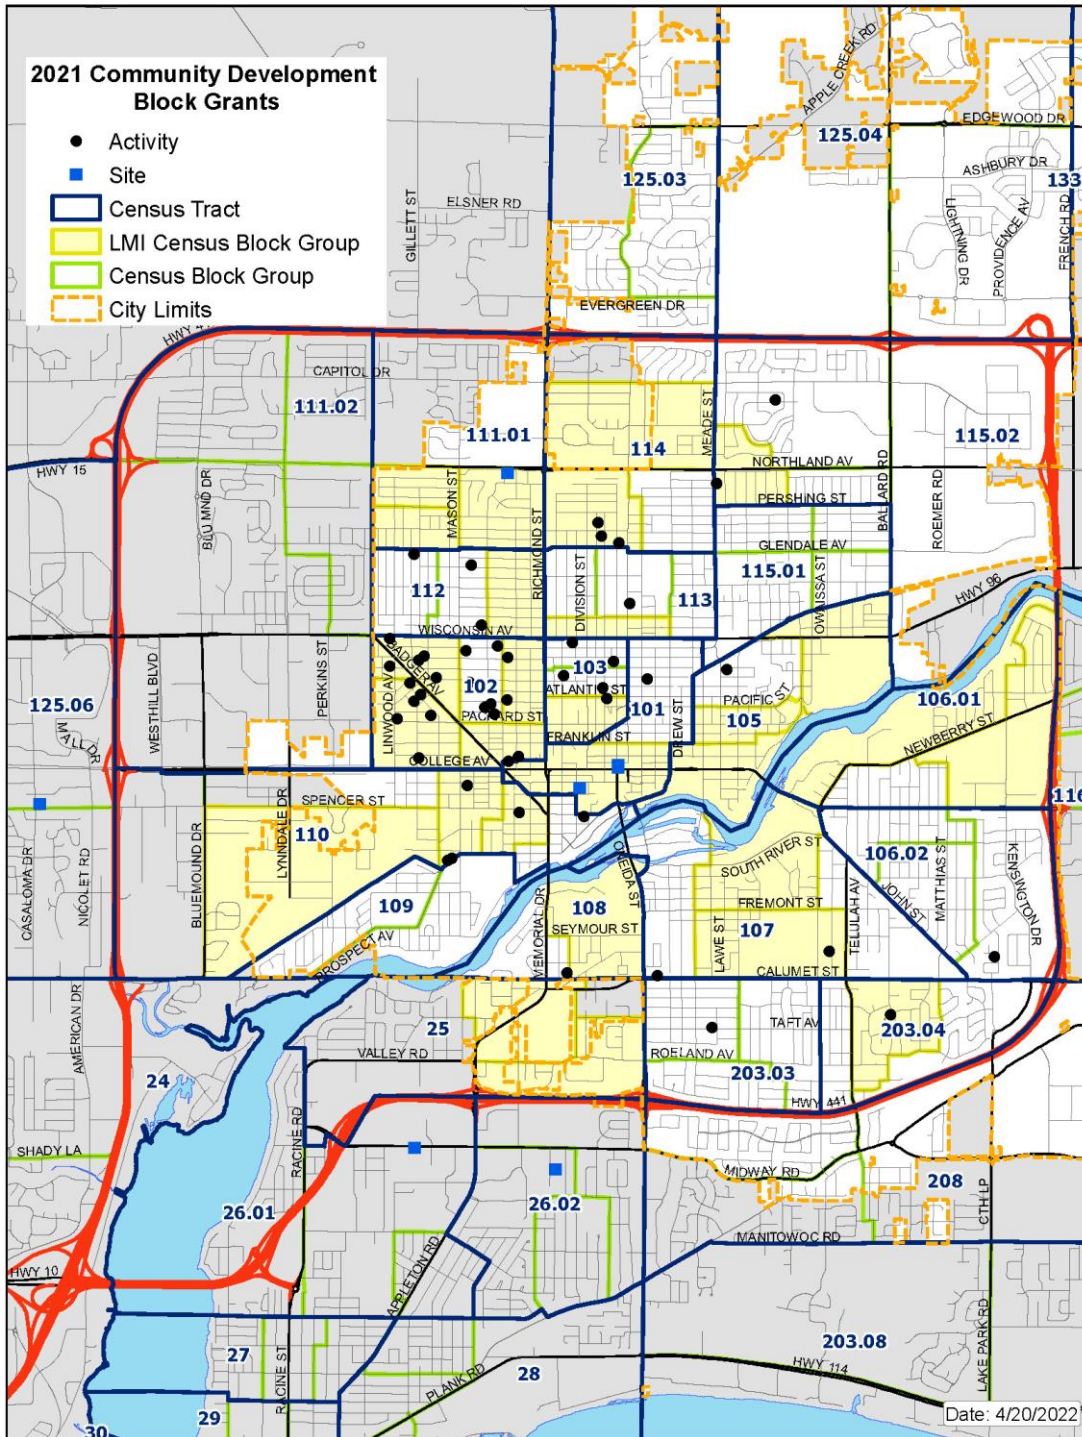 2021 Community Development
Block Grants
Activity
Site
Census Tract
LMI Census Block Group
Census Block Group
City Limits
APPLE CREEK RD
EDGEWOOD DR
125.04
ASHBURY DR
125.03
133
ELSNER RD
GILLETT ST
LIGHTNING DR
PROVIDENCE AV
FRENCH RD
EVERGREEN DR
CAPITOL DR
111.02
MEADE ST
111.01
114
115.02
HWY 15
NORTHLAND AV
BLU MND DR
MASON ST
PERSHING ST
BALLARD RD
ROEMER RD
RICHMOND ST
GLENDALE AV
DIVISION ST
112
115.01
113
OWAISSA ST
HWY 96
WISCONSIN AV
PERKINS ST
BADGER AV
103
125.06
WESTHILL BLVD
LINWOOD AV
102
ATLANTIC ST
PACIFIC ST
106.01
101
105
MALL DR
PACKARD ST
FRANKLIN ST
DREW ST
NEWBERRY ST
COLLEGE AV
SPENCER ST
116
LYNNDALE DR
110
BLUEMOUND DR
ONEIDA ST
SOUTH RIVER ST
106.02
CASALOMA DR
NICOLET RD
MATTHIAS ST
KENSINGTON DR
JOHN ST
109
108
FREMONT ST
TELULAH AV
SEYMOUR ST
107
LAWE ST
PROSPECT AV
MEMORIAL DR
CALUMET ST
AMERICAN DR
25
TAFT AV
203.04
VALLEY RD
ROELAND AV
24
203.03
HWY 441
RACINE RD
SHADY LA
MIDWAY RD
208
26.01
26.02
CTH LP
MANITOWOC RD
HWY 10
APPLETON RD
27
RACINE ST
PLANK RD
28
203.08
HWY 114
LAKE PARK RD
29
30
Date: 4/20/2022